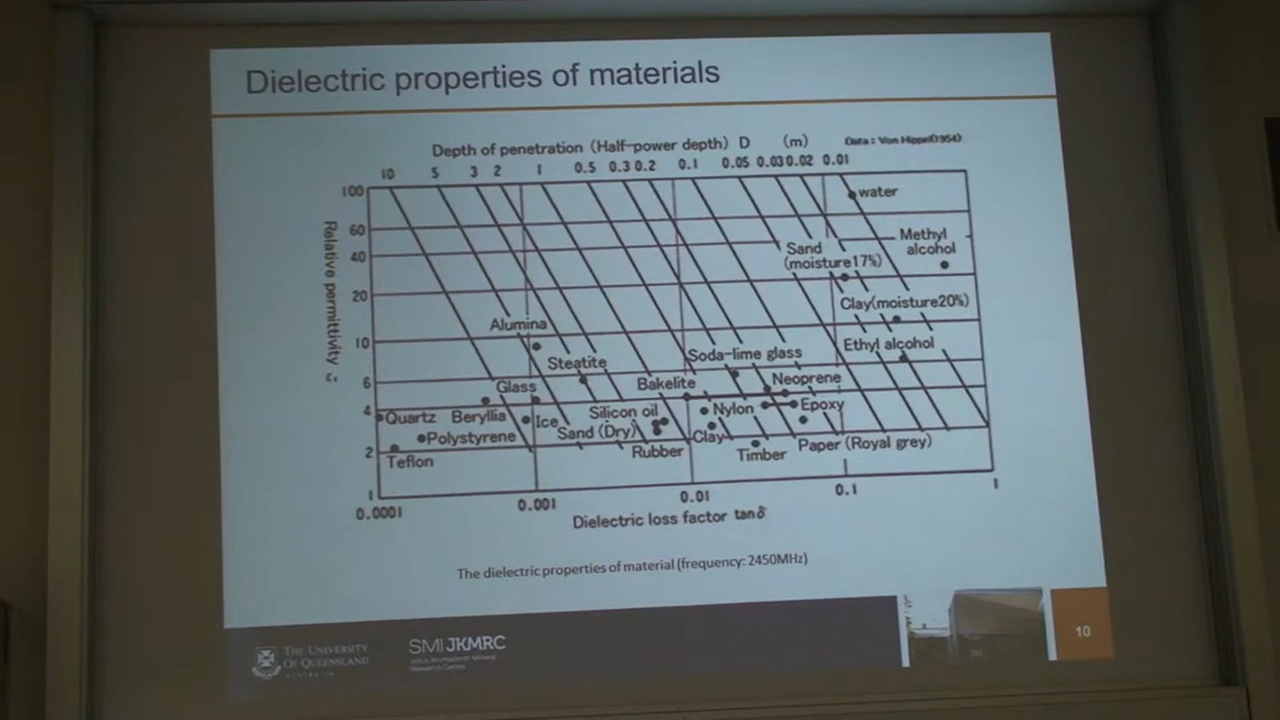 Dielectric properties of materials
Depth of penetration (Half-power depth) D (m)
Data : Von Hippel(1954)
10 5 3 2 1 0.5 0.3 0.2 0.1 0.05 0.03 0.02 0.01
100
60
40
20
10
6
4
2
1
Relative permittivity
water
Methyl
alcohol
Sand
(moisture17%)
Clay(moisture20%)
Alumina
Ethyl alcohol
Steatite
Soda-lime glass
Glass
Bakelite
Neoprene
Quartz
Beryllia
Ice
Silicon oil
Nylon
Epoxy
Polystyrene
Sand (Dry)
Clay
Teflon
Rubber
Timber
Paper (Royal grey)
0.0001 0.001 0.01 0.1 1
Dielectric loss factor tanδ
The dielectric properties of material (frequency: 2450MHz)
THE UNIVERSITY
OF QUEENSLAND
AUSTRALIA
SMI JKMRC
10